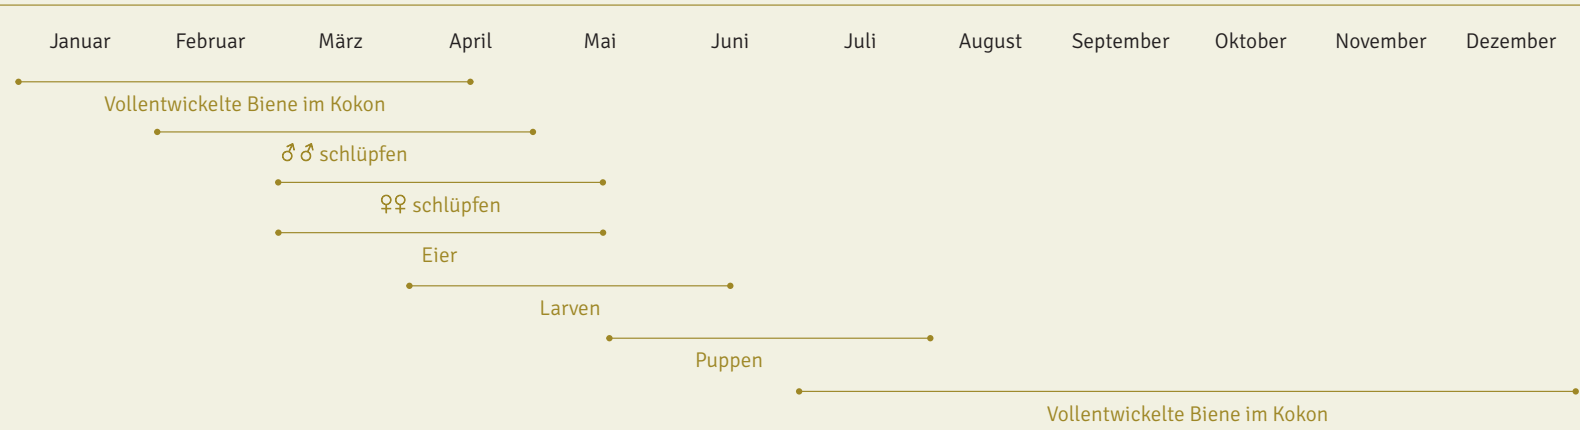 Januar Februar März April Mai Juni Juli August September Oktober November Dezember
Vollentwickelte Biene im Kokon
♂♂ schlüpfen
♀♀ schlüpfen
Eier
Larven
Puppen
Vollentwickelte Biene im Kokon